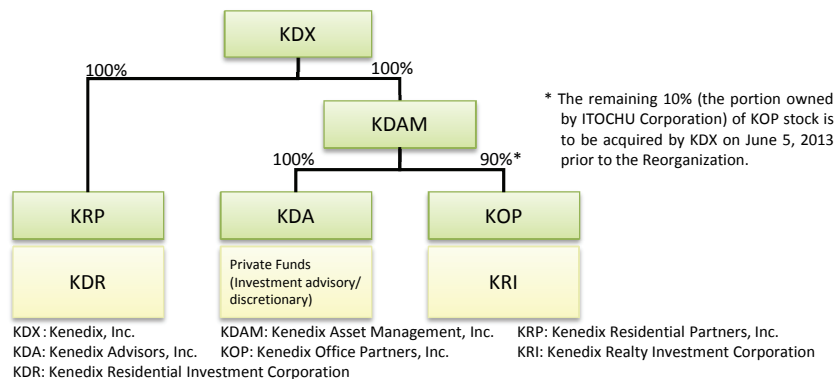 KDX
100%
100%
KDAM
* The remaining 10% (the portion owned
by ITOCHU Corporation) of KOP stock is
to be acquired by KDX on June 5, 2013
prior to the Reorganization.
100%
90%*
KRP
KDA
KOP
KDR
Private Funds
(Investment advisory/
discretionary)
KRI
KDX: Kenedix, Inc.
KDAM: Kenedix Asset Management, Inc.
KRP: Kenedix Residential Partners, Inc.
KDA: Kenedix Advisors, Inc.
KOP: Kenedix Office Partners, Inc.
KRI: Kenedix Realty Investment Corporation
KDR: Kenedix Residential Investment Corporation